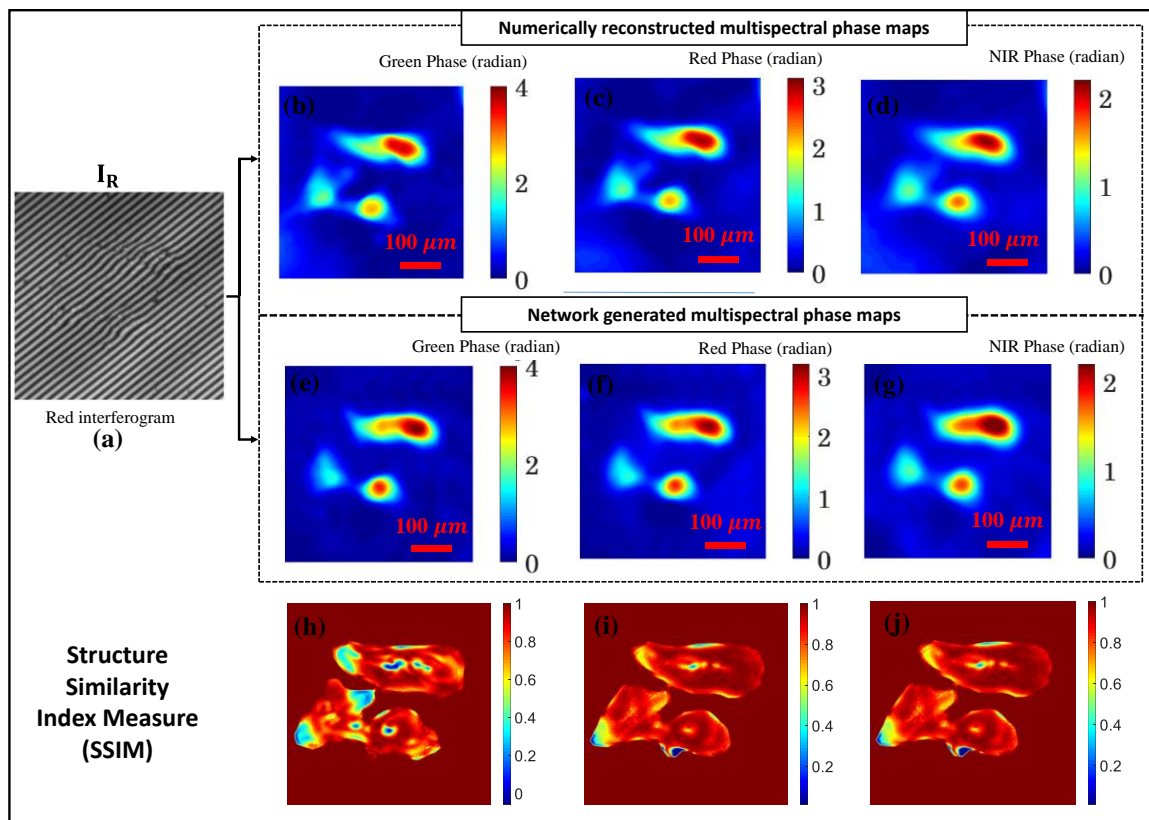 Numerically reconstructed multispectral phase maps
Green Phase (radian)
Red Phase (radian)
NIR Phase (radian)
(b)
4
2
0
100 μm
(c)
3
2
1
0
100 μm
(d)
2
1
0
100 μm
I_R
Red interferogram
(a)
Network generated multispectral phase maps
Green Phase (radian)
Red Phase (radian)
NIR Phase (radian)
(e)
4
2
0
100 μm
(f)
3
2
1
0
100 μm
(g)
2
1
0
100 μm
Structure
Similarity
Index Measure
(SSIM)
(h)
1
0.8
0.6
0.4
0.2
0
(i)
1
0.8
0.6
0.4
0.2
(j)
1
0.8
0.6
0.4
0.2